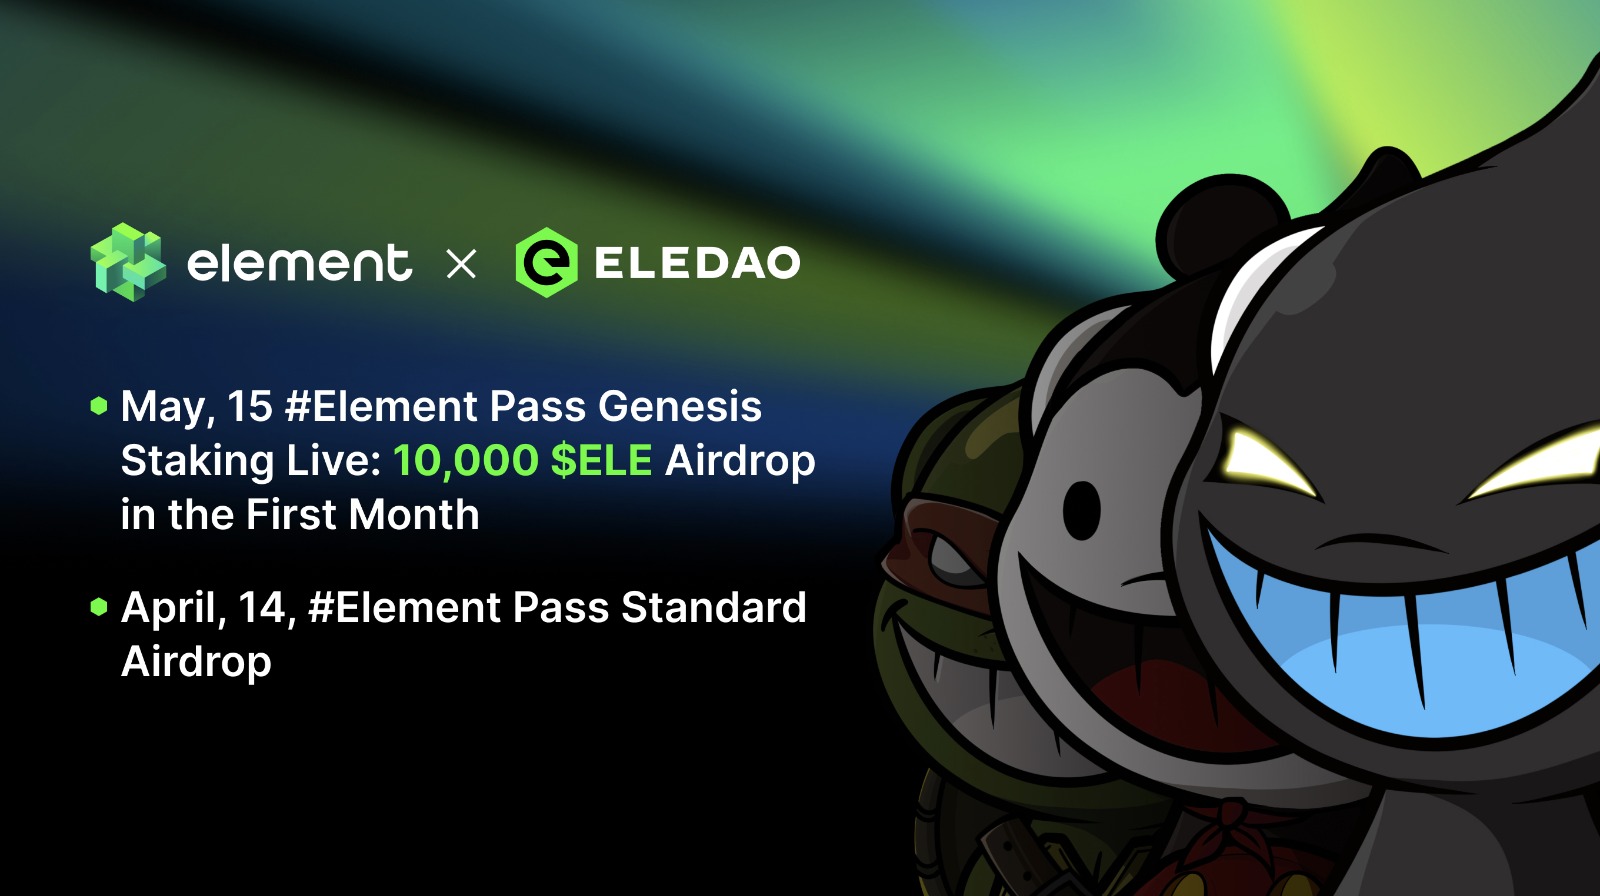 element × ELEDAO
May, 15 #Element Pass Genesis
Staking Live: 10,000 $ELE Airdrop
in the First Month
April, 14, #Element Pass Standard
Airdrop